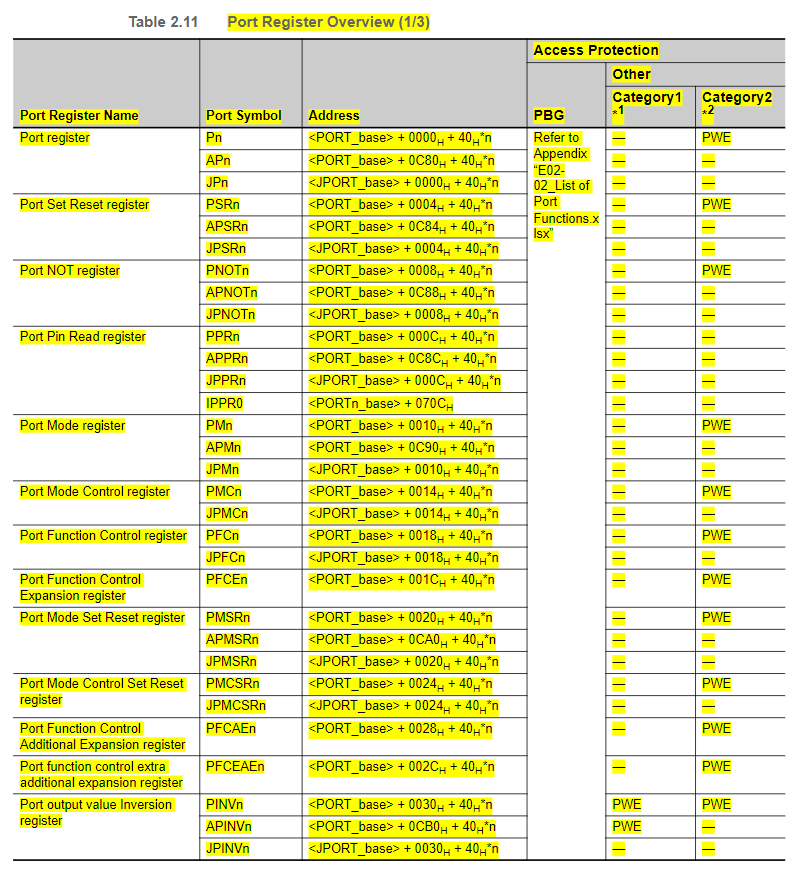 Table 2.11 Port Register Overview (1/3)
Access Protection
Other
Port Register Name Port Symbol Address PBG Category1 *1 Category2 *2
Port register Pn <PORT_base> + 0000H + 40H*n Refer to Appendix “E02-02_List of Port Functions.xlsx” — PWE
APn <PORT_base> + 0C80H + 40H*n — —
JPn <JPORT_base> + 0000H + 40H*n — —
Port Set Reset register PSRn <PORT_base> + 0004H + 40H*n — PWE
APSRn <PORT_base> + 0C84H + 40H*n — —
JPSRn <JPORT_base> + 0004H + 40H*n — —
Port NOT register PNOTn <PORT_base> + 0008H + 40H*n — PWE
APNOTn <PORT_base> + 0C88H + 40H*n — —
JPNOTn <JPORT_base> + 0008H + 40H*n — —
Port Pin Read register PPRn <PORT_base> + 000CH + 40H*n — —
APPRn <PORT_base> + 0C8CH + 40H*n — —
JPPRn <JPORT_base> + 000CH + 40H*n — —
IPPR0 <PORTn_base> + 070CH — —
Port Mode register PMn <PORT_base> + 0010H + 40H*n — PWE
APMn <PORT_base> + 0C90H + 40H*n — —
JPMn <JPORT_base> + 0010H + 40H*n — —
Port Mode Control register PMCn <PORT_base> + 0014H + 40H*n — PWE
JPMCn <JPORT_base> + 0014H + 40H*n — —
Port Function Control register PFCn <PORT_base> + 0018H + 40H*n — PWE
JPFCn <JPORT_base> + 0018H + 40H*n — —
Port Function Control Expansion register PFCEn <PORT_base> + 001CH + 40H*n — PWE
Port Mode Set Reset register PMSRn <PORT_base> + 0020H + 40H*n — PWE
APMSRn <PORT_base> + 0CA0H + 40H*n — —
JPMSRn <JPORT_base> + 0020H + 40H*n — —
Port Mode Control Set Reset register PMCSRn <PORT_base> + 0024H + 40H*n — PWE
JPMCSRn <JPORT_base> + 0024H + 40H*n — —
Port Function Control Additional Expansion register PFCAEn <PORT_base> + 0028H + 40H*n — PWE
Port function control extra additional expansion register PFCEAEn <PORT_base> + 002CH + 40H*n — PWE
Port output value Inversion register PINVn <PORT_base> + 0030H + 40H*n PWE PWE
APINVn <PORT_base> + 0CB0H + 40H*n PWE —
JPINVn <JPORT_base> + 0030H + 40H*n — —